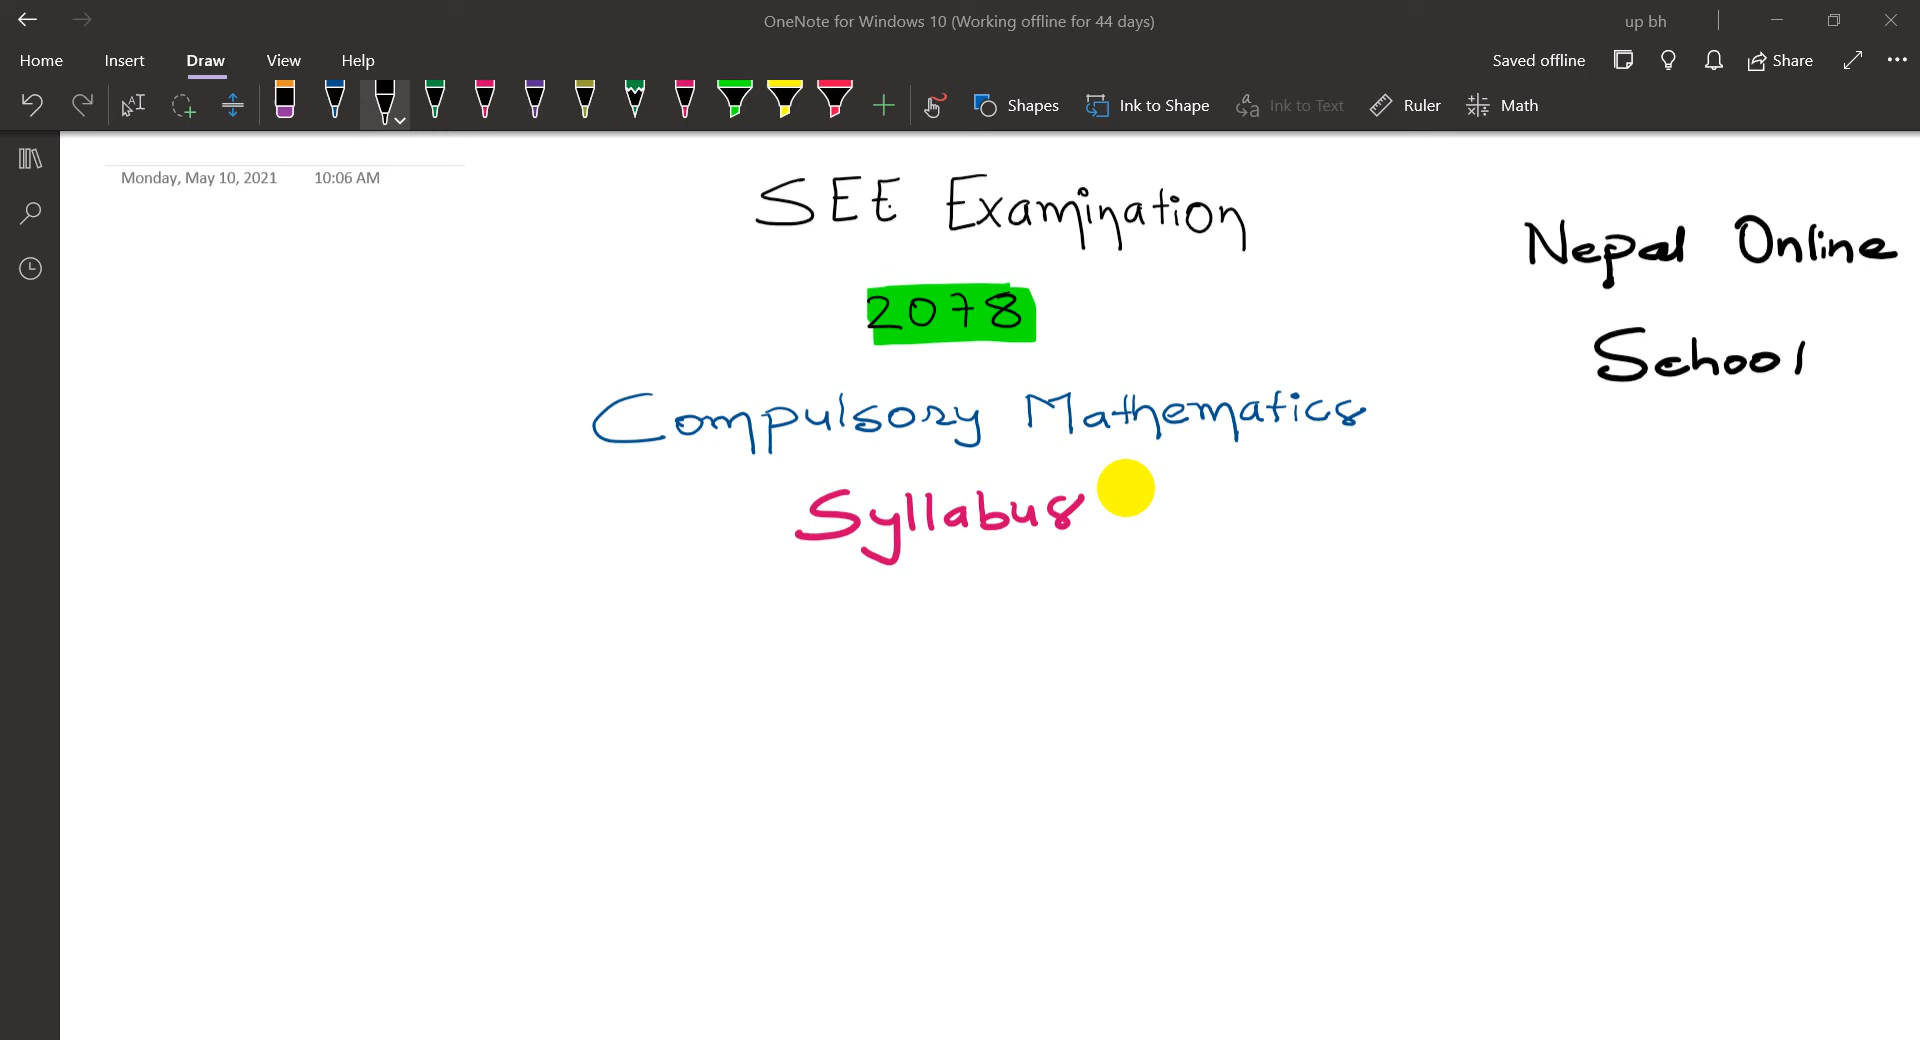 OneNote for Windows 10 (Working offline for 44 days)
up bh
Home Insert Draw View Help
Saved offline Share
Shapes Ink to Shape Ink to Text Ruler Math
Monday, May 10, 2021 10:06 AM
SEE Examination
2078
Compulsory Mathematics
Syllabus
Nepal Online
School